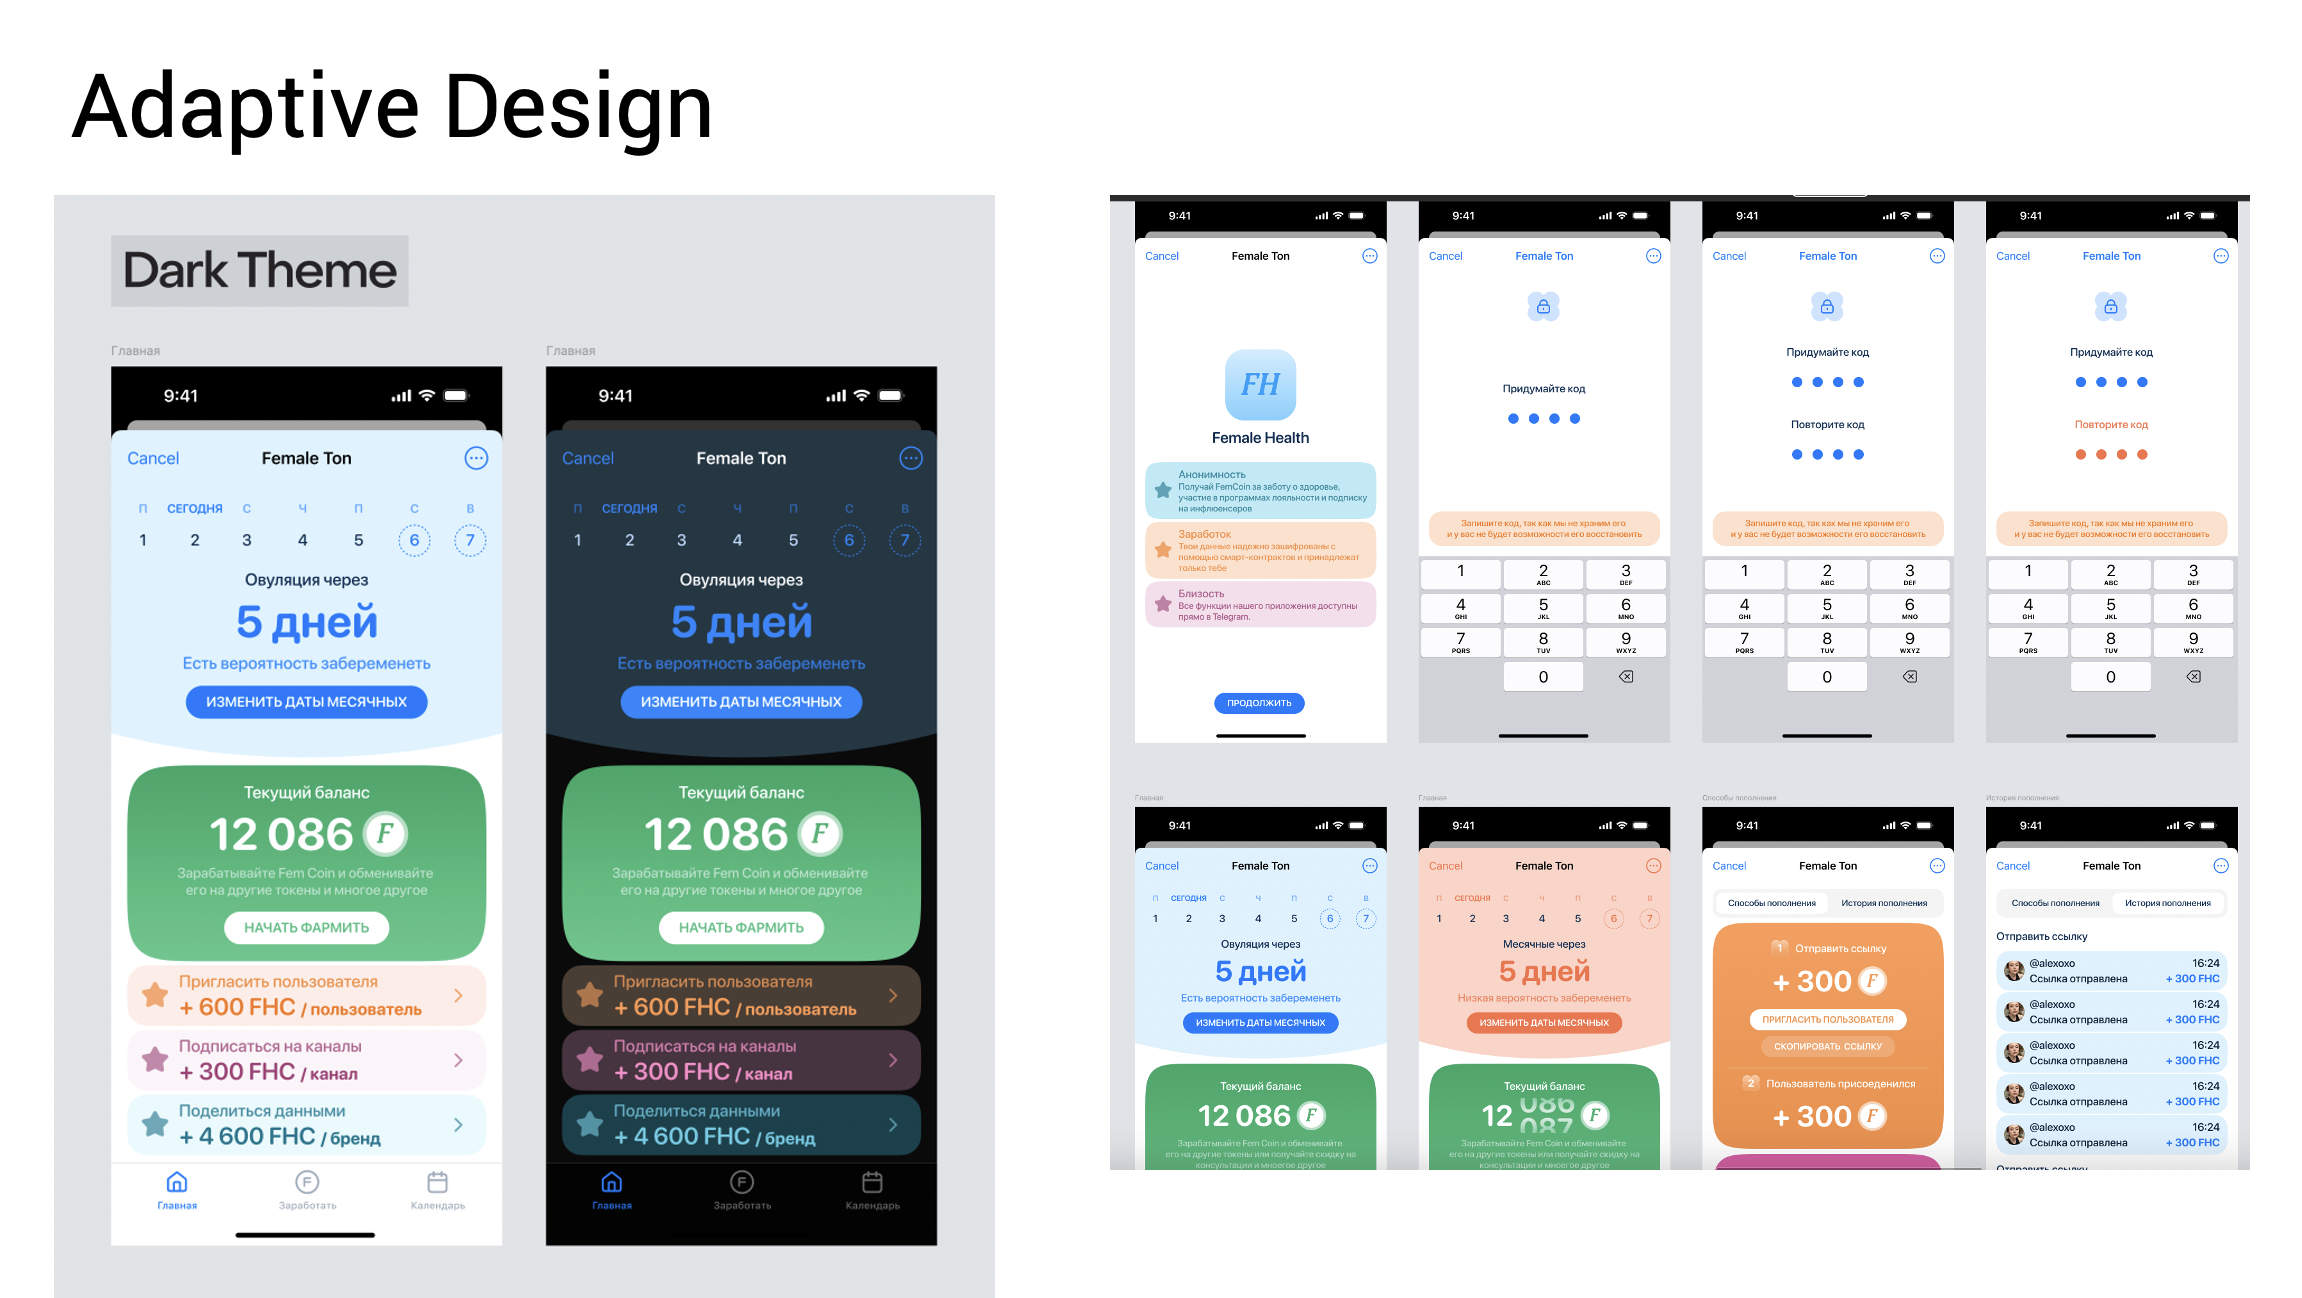 Adaptive Design
Dark Theme
Главная
9:41
Cancel
Female Ton
П СЕГОДНЯ С Ч П С В
1 2 3 4 5 6 7
Овуляция через
5 дней
Есть вероятность забеременеть
ИЗМЕНИТЬ ДАТЫ МЕСЯЧНЫХ
Текущий баланс
12 086 F
Зарабатывайте Fem Coin и обменивайте
его на другие токены и многое другое
НАЧАТЬ ФАРМИТЬ
Пригласить пользователя
+ 600 FHC / пользователь
Подписаться на каналы
+ 300 FHC / канал
Поделиться данными
+ 4 600 FHC / бренд
Главная
Заработать
Календарь
Главная
9:41
Cancel
Female Ton
П СЕГОДНЯ С Ч П С В
1 2 3 4 5 6 7
Овуляция через
5 дней
Есть вероятность забеременеть
ИЗМЕНИТЬ ДАТЫ МЕСЯЧНЫХ
Текущий баланс
12 086 F
Зарабатывайте Fem Coin и обменивайте
его на другие токены и многое другое
НАЧАТЬ ФАРМИТЬ
Пригласить пользователя
+ 600 FHC / пользователь
Подписаться на каналы
+ 300 FHC / канал
Поделиться данными
+ 4 600 FHC / бренд
Главная
Заработать
Календарь
9:41
Cancel
Female Ton
FH
Female Health
Анонимность
Получай FemCoin за заботу о здоровье,
участие в программах лояльности и подписку
на инфлюенсеров
Заработок
Твои данные надежно зашифрованы с
помощью смарт-контрактов и принадлежат
только тебе
Близость
Все функции нашего приложения доступны
прямо в Telegram.
ПРОДОЛЖИТЬ
9:41
Cancel
Female Ton
Придумайте код
Запишите код, так как мы не храним его
и у вас не будет возможности его восстановить
1 2 3
ABC DEF
4 5 6
GHI JKL MNO
7 8 9
PQRS TUV WXYZ
0
9:41
Cancel
Female Ton
Придумайте код
Повторите код
Запишите код, так как мы не храним его
и у вас не будет возможности его восстановить
1 2 3
ABC DEF
4 5 6
GHI JKL MNO
7 8 9
PQRS TUV WXYZ
0
9:41
Cancel
Female Ton
Придумайте код
Повторите код
Запишите код, так как мы не храним его
и у вас не будет возможности его восстановить
1 2 3
ABC DEF
4 5 6
GHI JKL MNO
7 8 9
PQRS TUV WXYZ
0
Главная
9:41
Cancel
Female Ton
П СЕГОДНЯ С Ч П С В
1 2 3 4 5 6 7
Овуляция через
5 дней
Есть вероятность забеременеть
ИЗМЕНИТЬ ДАТЫ МЕСЯЧНЫХ
Текущий баланс
12 086 F
Зарабатывайте Fem Coin и обменивайте
его на другие токены или получайте скидку на
консультации и многое другое
Главная
9:41
Cancel
Female Ton
П СЕГОДНЯ С Ч П С В
1 2 3 4 5 6 7
Месячные через
5 дней
Низкая вероятность забеременеть
ИЗМЕНИТЬ ДАТЫ МЕСЯЧНЫХ
Текущий баланс
086
12 F
087
Зарабатывайте Fem Coin и обменивайте
его на другие токены или получайте скидку на
консультации и многое другое
Способы пополнения
9:41
Cancel
Female Ton
Способы пополнения
История пополнения
1 Отправить ссылку
+ 300 F
ПРИГЛАСИТЬ ПОЛЬЗОВАТЕЛЯ
СКОПИРОВАТЬ ССЫЛКУ
2 Пользователь присоеденился
+ 300 F
История пополнения
9:41
Cancel
Female Ton
Способы пополнения
История пополнения
Отправить ссылку
@alexoxo 16:24
Ссылка отправлена + 300 FHC
@alexoxo 16:24
Ссылка отправлена + 300 FHC
@alexoxo 16:24
Ссылка отправлена + 300 FHC
@alexoxo 16:24
Ссылка отправлена + 300 FHC
@alexoxo 16:24
Ссылка отправлена + 300 FHC
Отправить ссылку